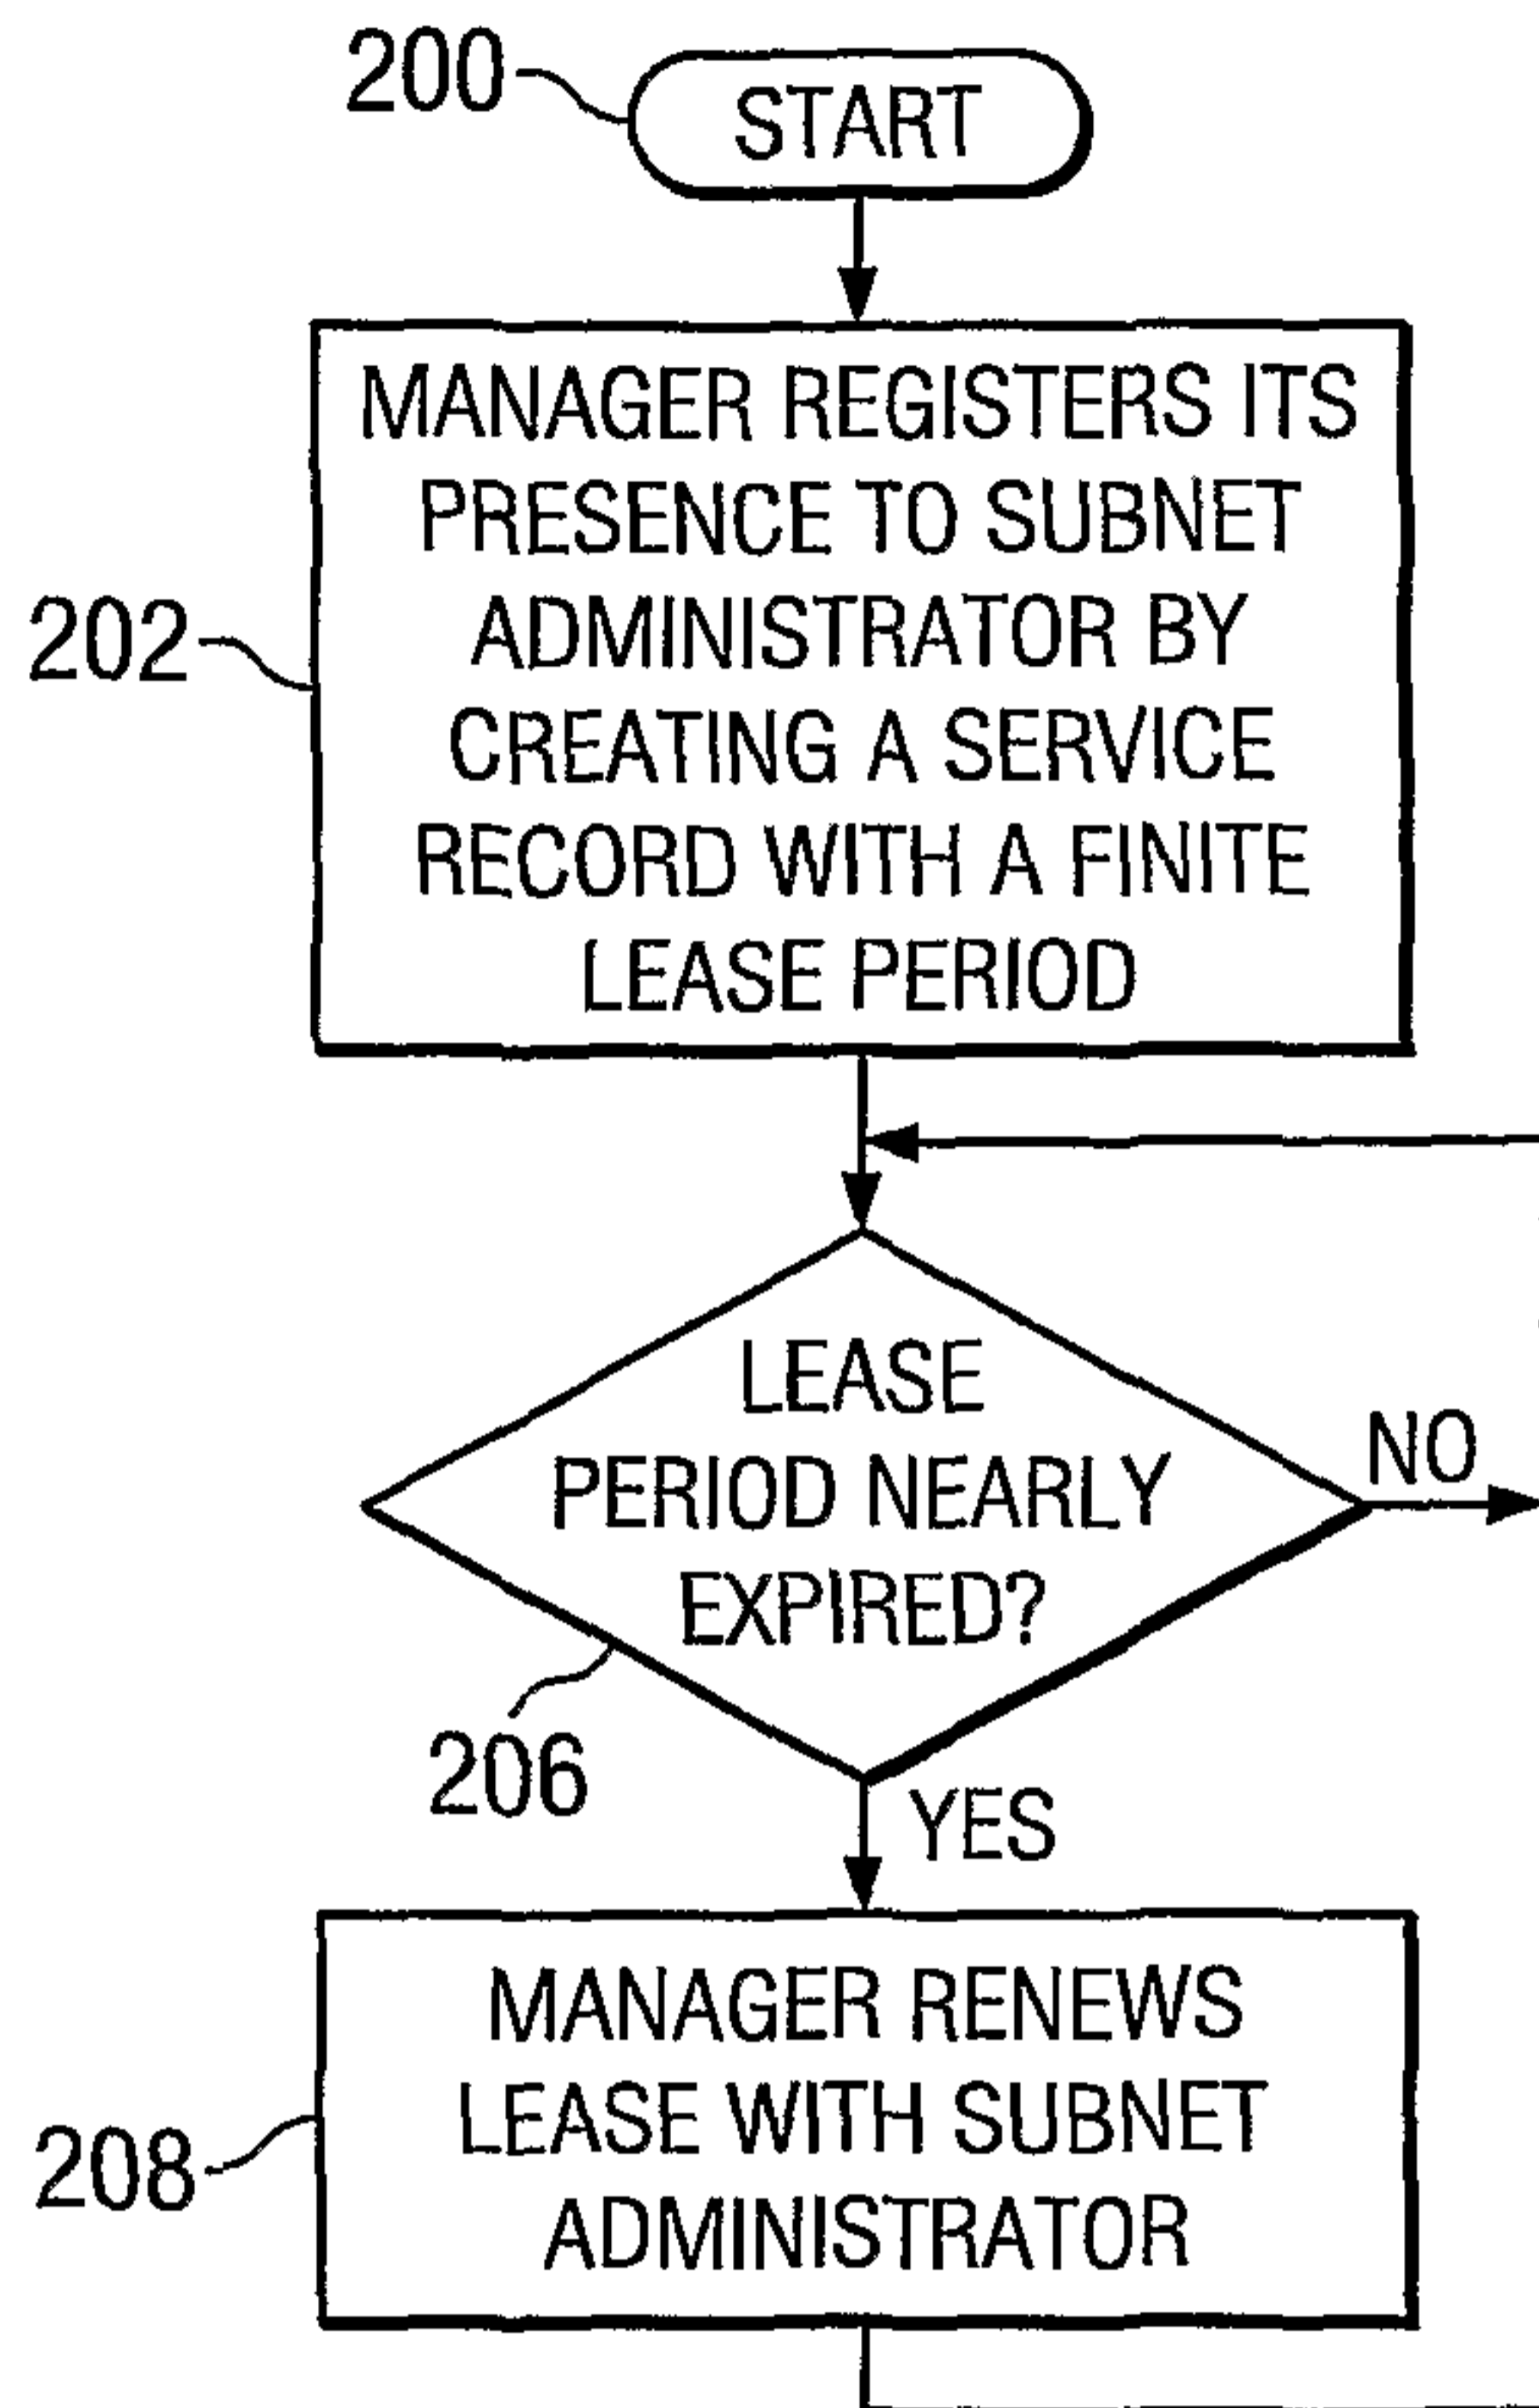 200
START
MANAGER REGISTERS ITS
PRESENCE TO SUBNET
ADMINISTRATOR BY
CREATING A SERVICE
RECORD WITH A FINITE
LEASE PERIOD
202
LEASE
PERIOD NEARLY
EXPIRED?
NO
206
YES
MANAGER RENEWS
LEASE WITH SUBNET
ADMINISTRATOR
208